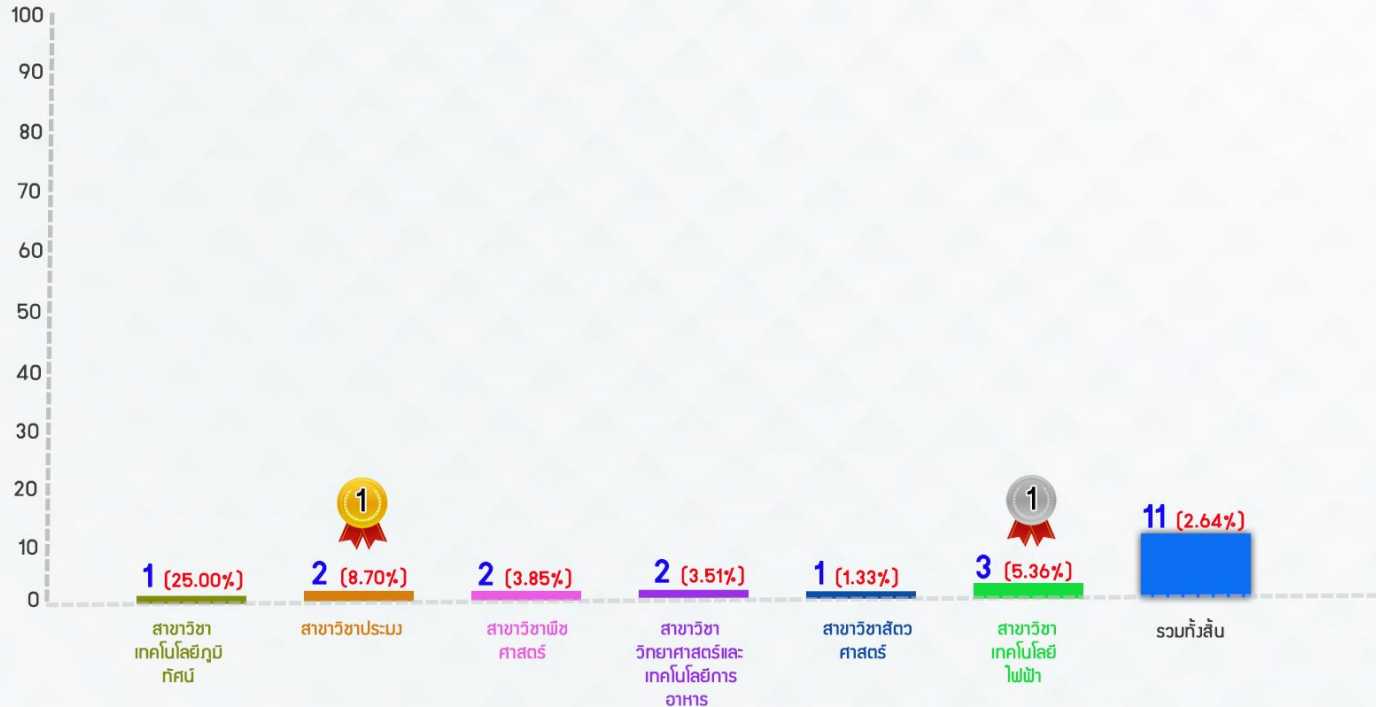 100
90
80
70
60
50
40
30
20
10
0
1 (25.00%)
1
2 (8.70%)
2 (3.85%)
2 (3.51%)
1 (1.33%)
1
3 (5.36%)
11 (2.64%)
สาขาวิชา
เทคโนโลยีภูมิ
ทัศน์
สาขาวิชาประมง
สาขาวิชาพืช
ศาสตร์
สาขาวิชา
วิทยาศาสตร์และ
เทคโนโลยีการ
อาหาร
สาขาวิชาสัตว
ศาสตร์
สาขาวิชา
เทคโนโลยี
ไฟฟ้า
รวมทั้งสิ้น